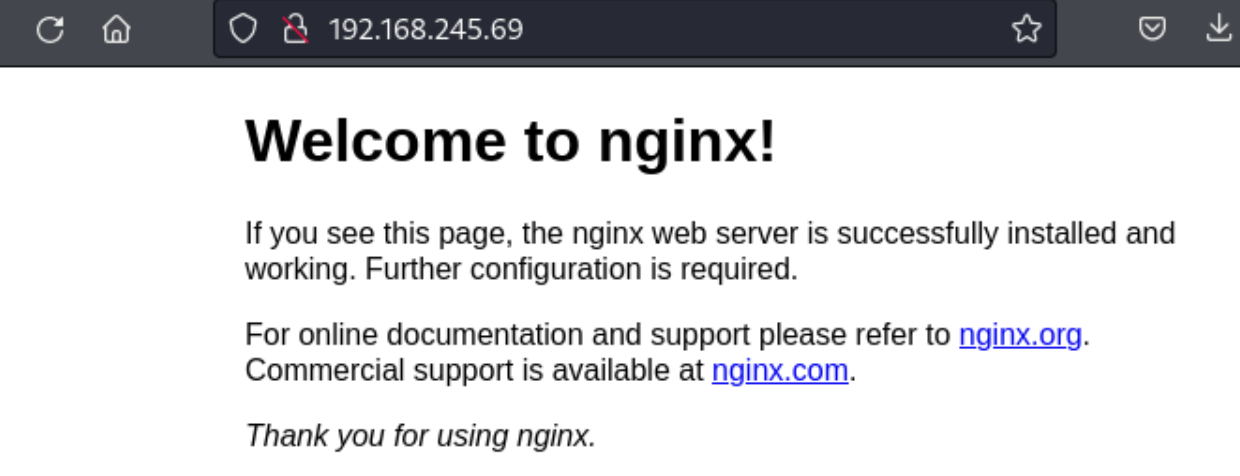 192.168.245.69
Welcome to nginx!
If you see this page, the nginx web server is successfully installed and
working. Further configuration is required.
For online documentation and support please refer to nginx.org.
Commercial support is available at nginx.com.
Thank you for using nginx.